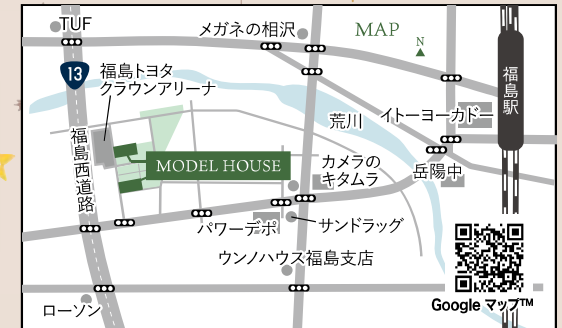 TUF
メガネの相沢
MAP
N
13
福島トヨタ
クラウンアリーナ
福島駅
イトーヨーカドー
荒川
福島西道路
MODEL HOUSE
カメラの
キタムラ
岳陽中
パワーデポ
サンドラッグ
ウンノハウス福島支店
ローソン
Google マップ™